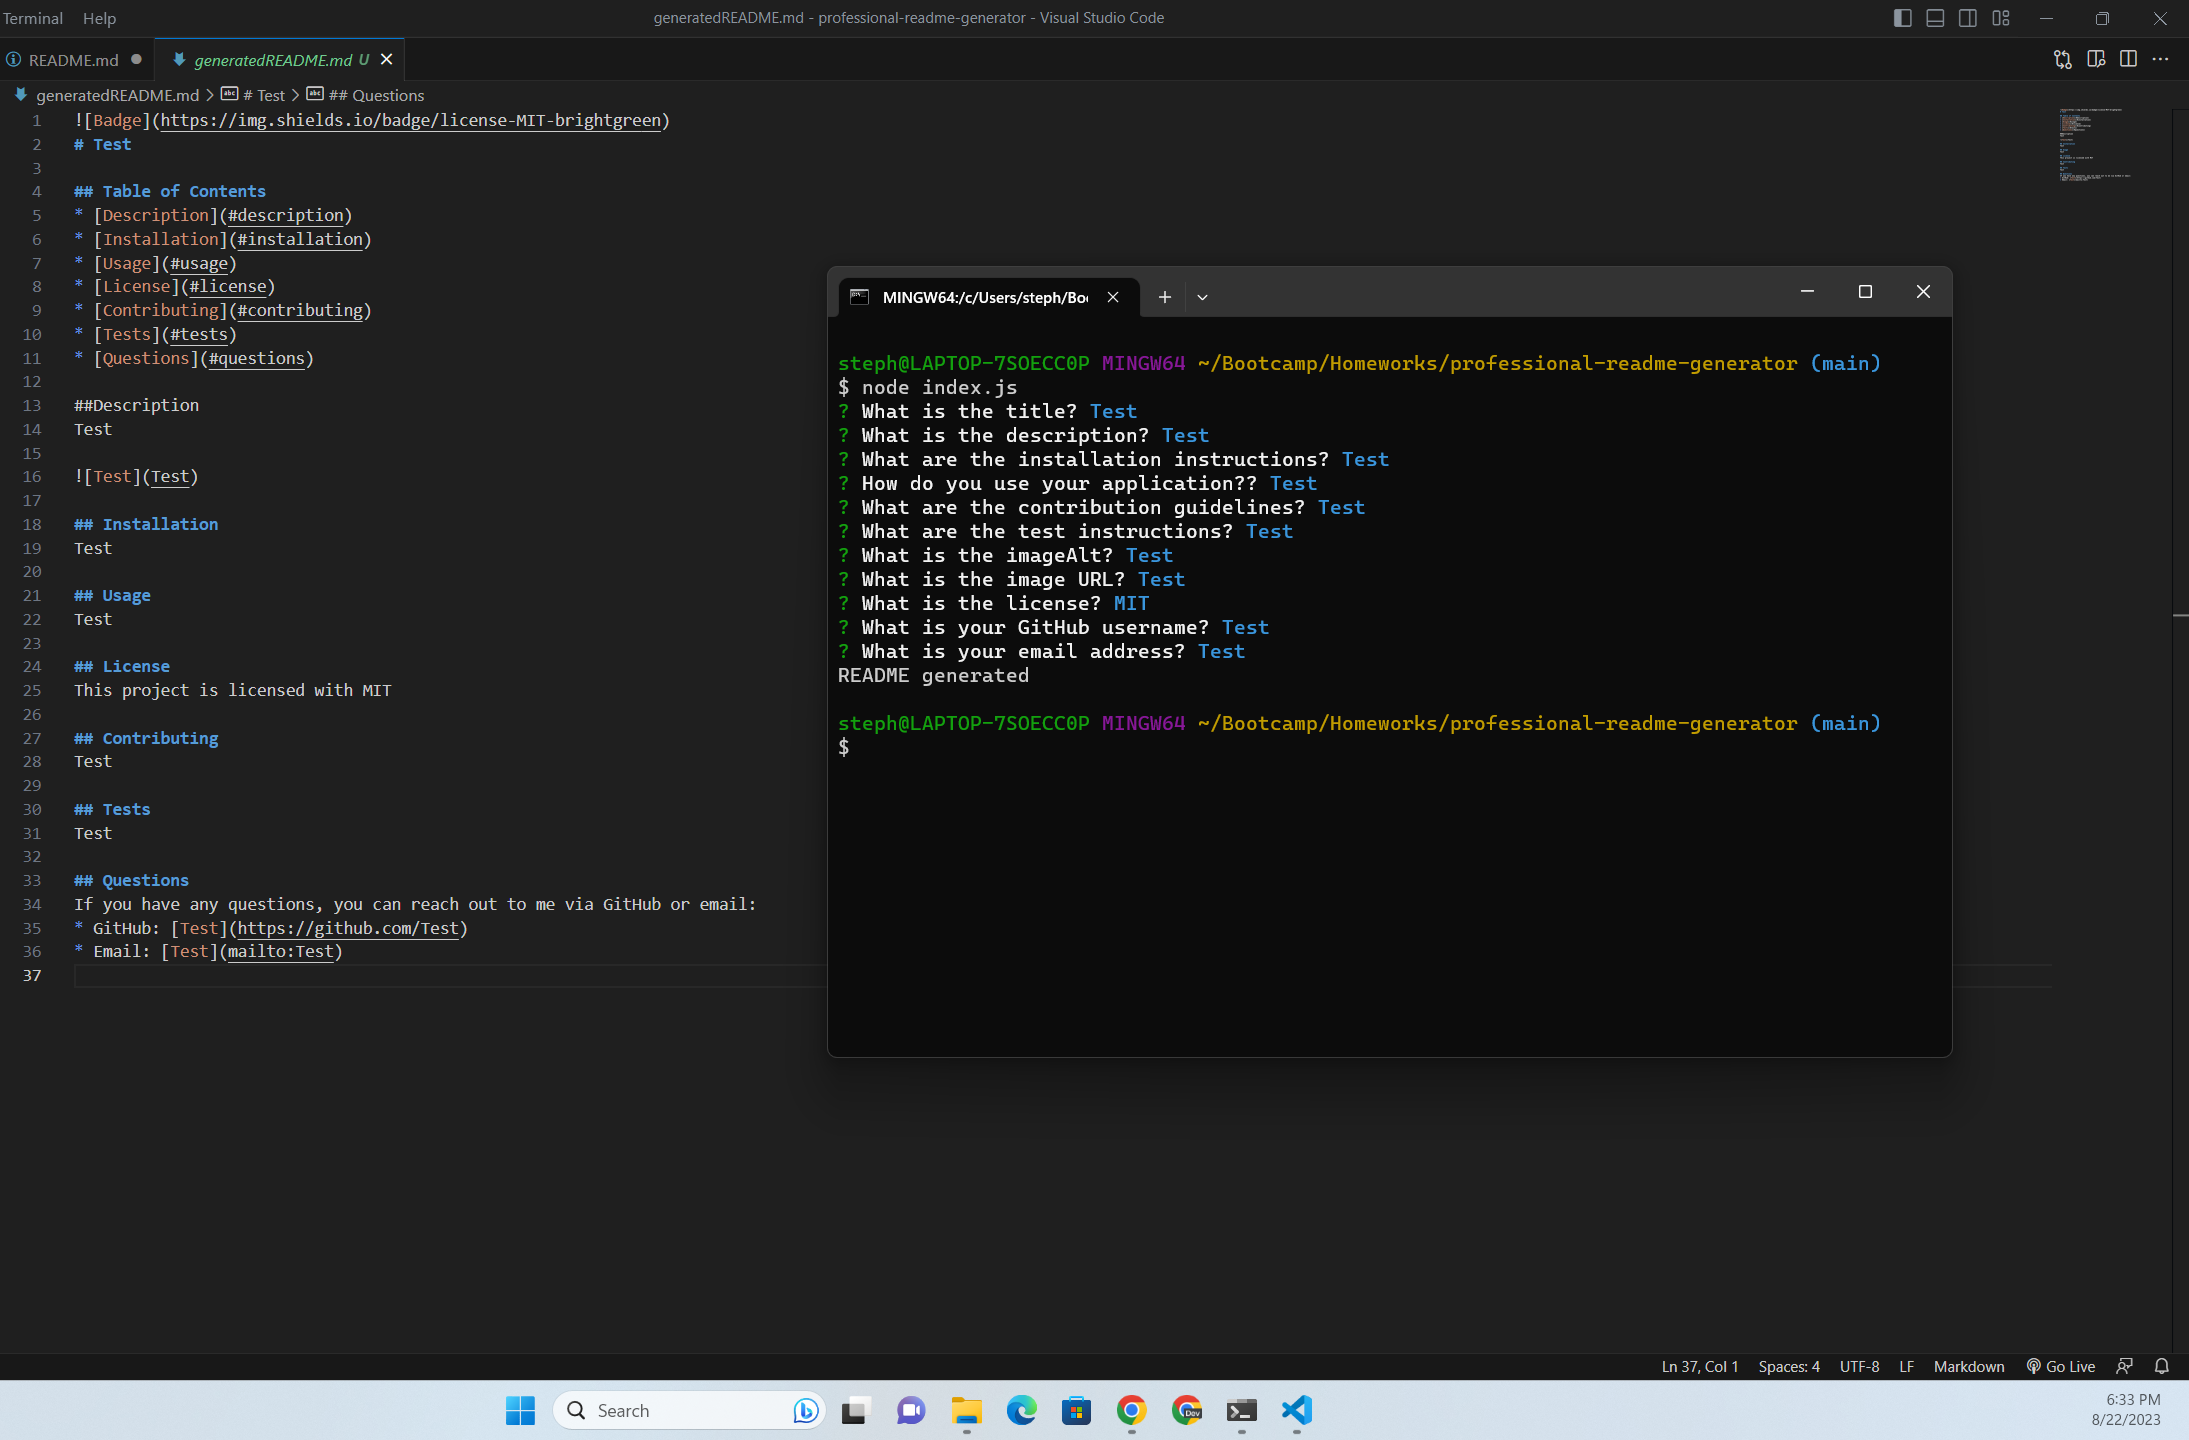 Terminal Help
generatedREADME.md - professional-readme-generator - Visual Studio Code
README.md
generatedREADME.md U
generatedREADME.md > # Test > ## Questions
1 ![Badge](https://img.shields.io/badge/license-MIT-brightgreen)
2 # Test
3
4 ## Table of Contents
5 * [Description](#description)
6 * [Installation](#installation)
7 * [Usage](#usage)
8 * [License](#license)
9 * [Contributing](#contributing)
10 * [Tests](#tests)
11 * [Questions](#questions)
12
13 ##Description
14 Test
15
16 ![Test](Test)
17
18 ## Installation
19 Test
20
21 ## Usage
22 Test
23
24 ## License
25 This project is licensed with MIT
26
27 ## Contributing
28 Test
29
30 ## Tests
31 Test
32
33 ## Questions
34 If you have any questions, you can reach out to me via GitHub or email:
35 * GitHub: [Test](https://github.com/Test)
36 * Email: [Test](mailto:Test)
37
MINGW64:/c/Users/steph/Bo
steph@LAPTOP-7SOECC0P MINGW64 ~/Bootcamp/Homeworks/professional-readme-generator (main)
$ node index.js
? What is the title? Test
? What is the description? Test
? What are the installation instructions? Test
? How do you use your application?? Test
? What are the contribution guidelines? Test
? What are the test instructions? Test
? What is the imageAlt? Test
? What is the image URL? Test
? What is the license? MIT
? What is your GitHub username? Test
? What is your email address? Test
README generated
steph@LAPTOP-7SOECC0P MINGW64 ~/Bootcamp/Homeworks/professional-readme-generator (main)
$
Ln 37, Col 1 Spaces: 4 UTF-8 LF Markdown Go Live
Search
Dev
6:33 PM
8/22/2023